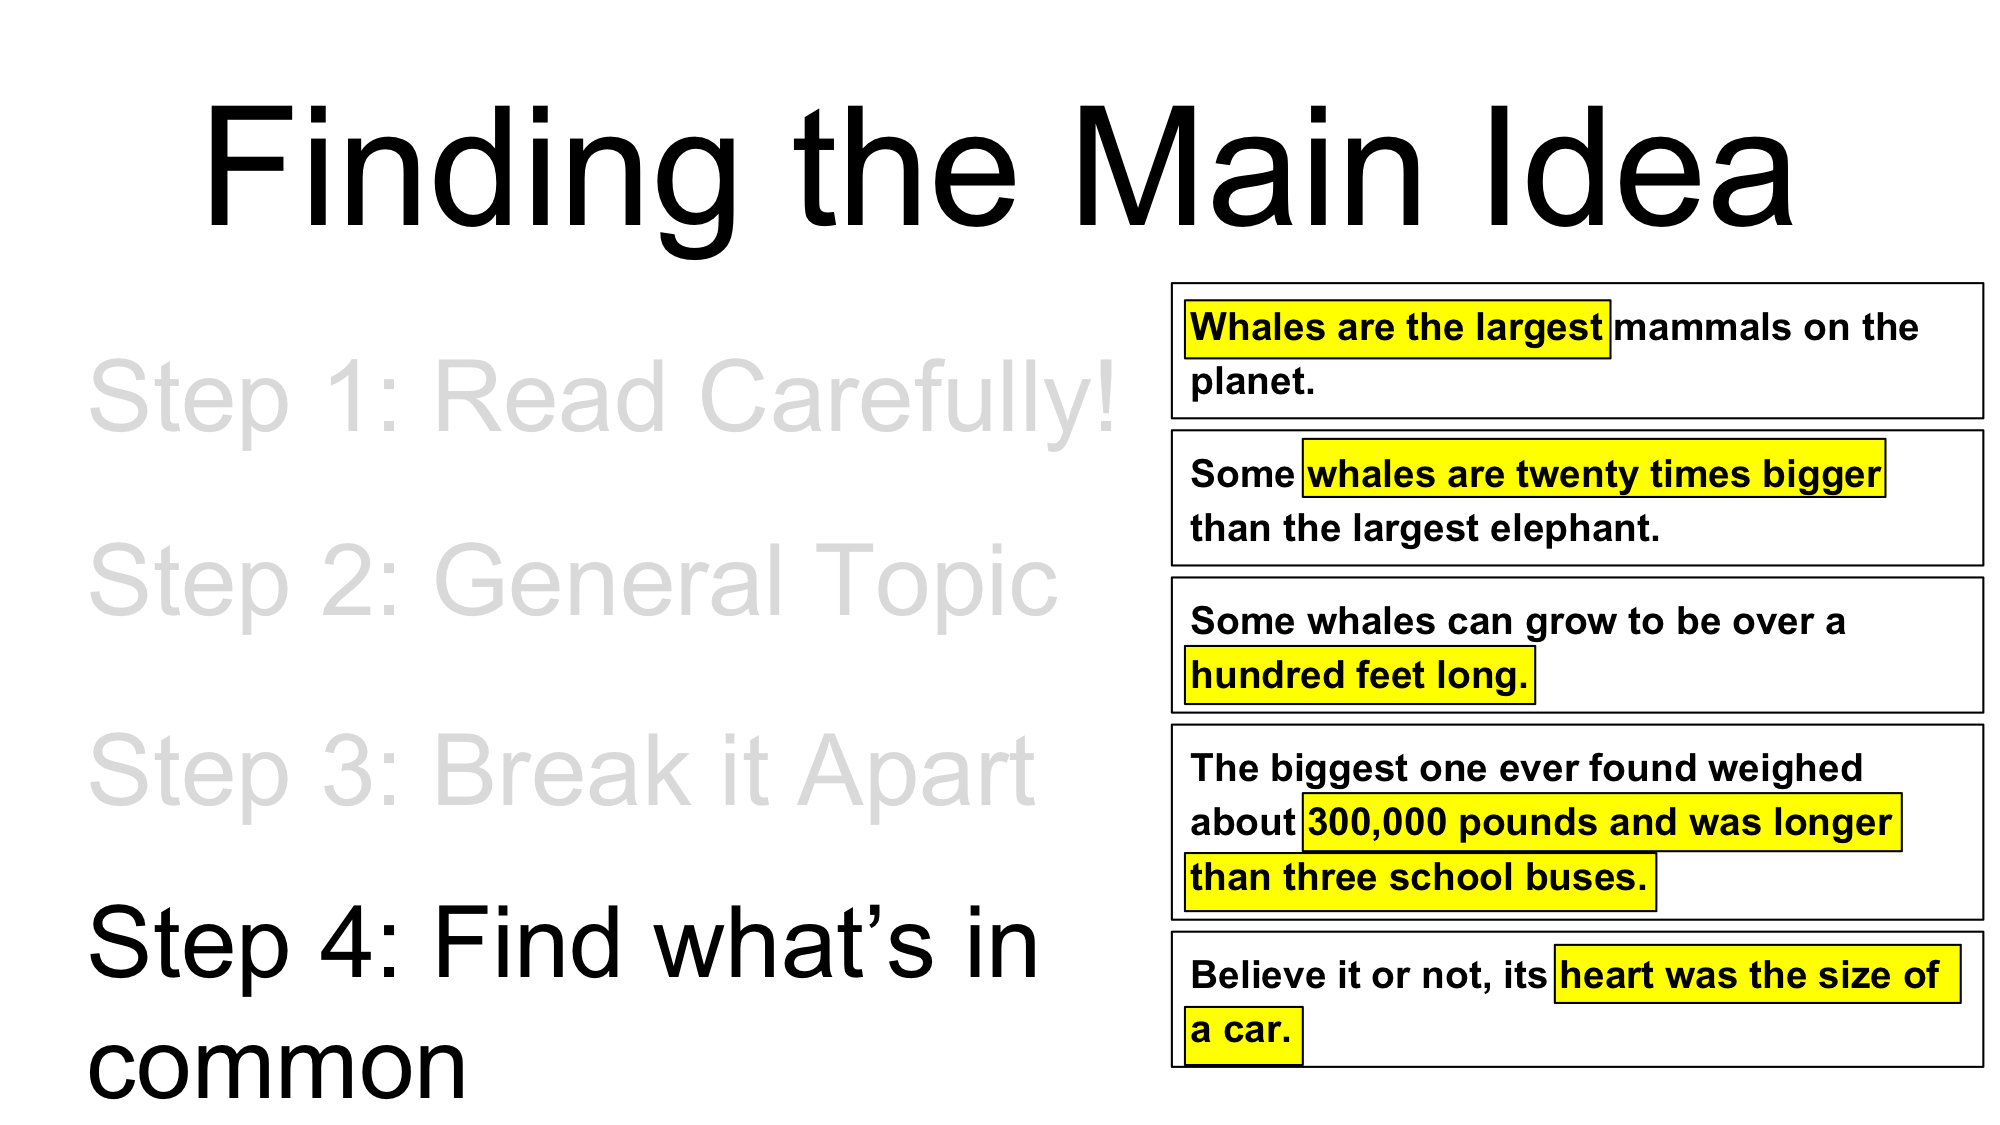 Finding the Main Idea
Step 1: Read Carefully!
Step 2: General Topic
Step 3: Break it Apart
Step 4: Find what’s in
common
Whales are the largest mammals on the
planet.
Some whales are twenty times bigger
than the largest elephant.
Some whales can grow to be over a
hundred feet long.
The biggest one ever found weighed
about 300,000 pounds and was longer
than three school buses.
Believe it or not, its heart was the size of
a car.